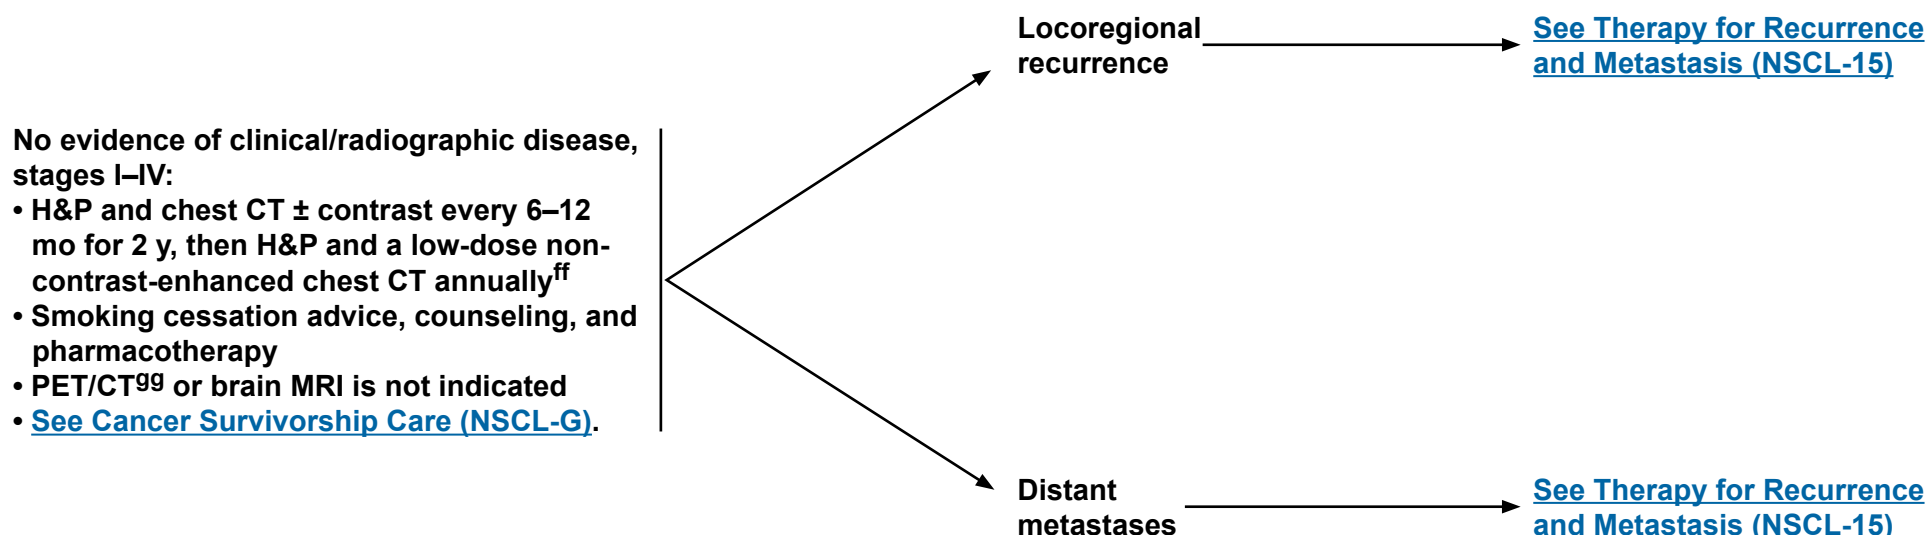 No evidence of clinical/radiographic disease,
stages I–IV:
• H&P and chest CT ± contrast every 6–12
mo for 2 y, then H&P and a low-dose non-
contrast-enhanced chest CT annuallyff
• Smoking cessation advice, counseling, and
pharmacotherapy
• PET/CTgg or brain MRI is not indicated
• See Cancer Survivorship Care (NSCL-G).
Locoregional
recurrence
See Therapy for Recurrence
and Metastasis (NSCL-15)
Distant
metastases
See Therapy for Recurrence
and Metastasis (NSCL-15)